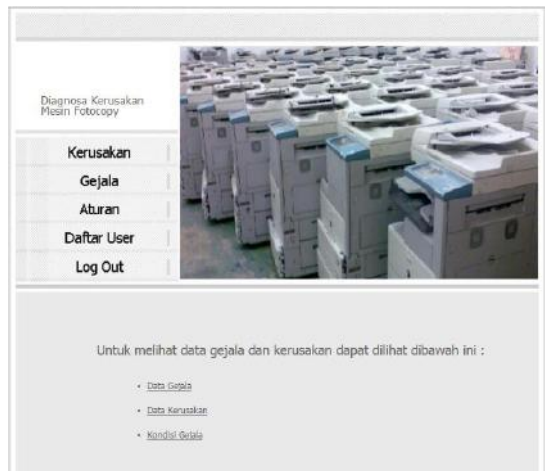 Diagnosa Kerusakan
Mesin Fotocopy
Kerusakan
Gejala
Aturan
Daftar User
Log Out
Untuk melihat data gejala dan kerusakan dapat dilihat dibawah ini :
• Data Gejala
• Data Kerusakan
• Kondisi Gejala